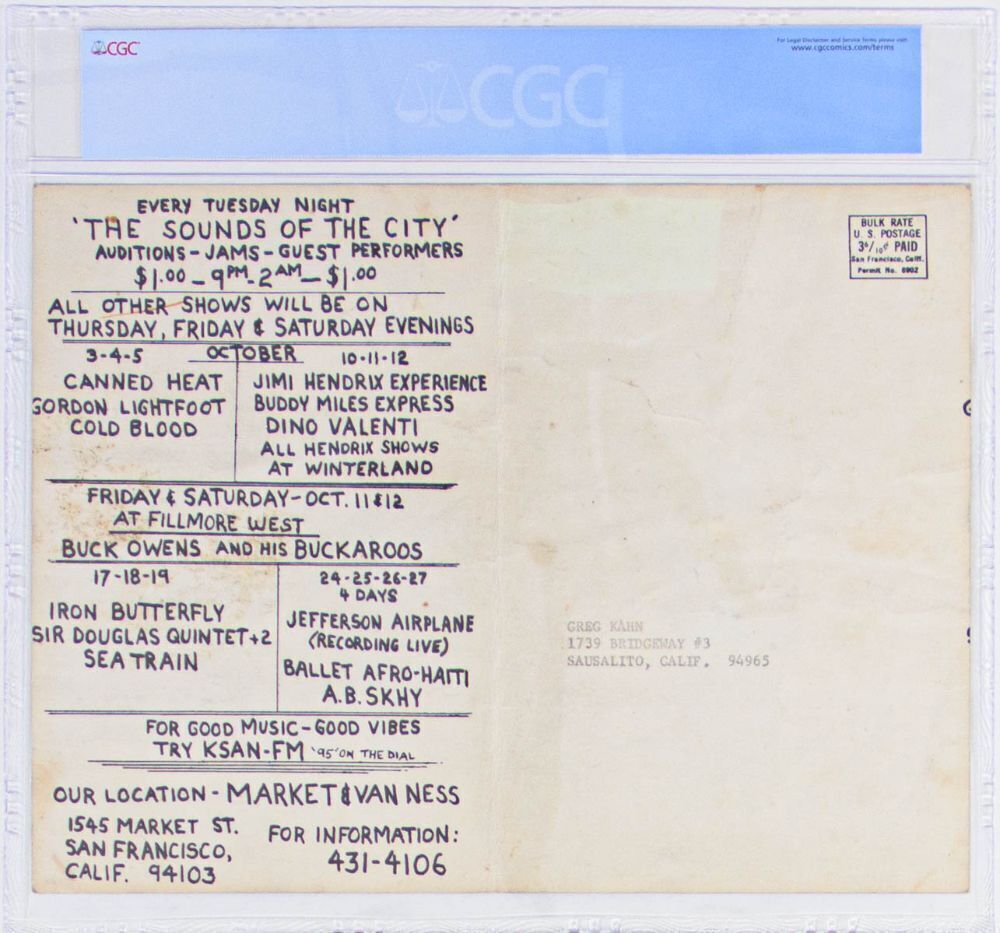 CGC
For Legal Disclaimer and Service Terms please visit
www.cgccomics.com/terms
CGC
EVERY TUESDAY NIGHT
'THE SOUNDS OF THE CITY'
AUDITIONS - JAMS - GUEST PERFORMERS
$1.00 - 9PM - 2AM - $1.00
ALL OTHER SHOWS WILL BE ON
THURSDAY, FRIDAY & SATURDAY EVENINGS
3-4-5 OCTOBER 10-11-12
CANNED HEAT
GORDON LIGHTFOOT
COLD BLOOD
JIMI HENDRIX EXPERIENCE
BUDDY MILES EXPRESS
DINO VALENTI
ALL HENDRIX SHOWS
AT WINTERLAND
FRIDAY & SATURDAY - OCT. 11 & 12
AT FILLMORE WEST
BUCK OWENS AND HIS BUCKAROOS
17-18-19
IRON BUTTERFLY
SIR DOUGLAS QUINTET+2
SEATRAIN
24-25-26-27
4 DAYS
JEFFERSON AIRPLANE
(RECORDING LIVE)
BALLET AFRO-HAITI
A.B. SKHY
FOR GOOD MUSIC - GOOD VIBES
TRY KSAN-FM '95' ON THE DIAL
OUR LOCATION - MARKET & VAN NESS
1545 MARKET ST.
SAN FRANCISCO,
CALIF. 94103
FOR INFORMATION:
431-4106
BULK RATE
U. S. POSTAGE
3⁶/₁₀¢ PAID
San Francisco, Calif.
Permit No. 8902
GREG KAHN
1739 BRIDGEWAY #3
SAUSALITO, CALIF. 94965